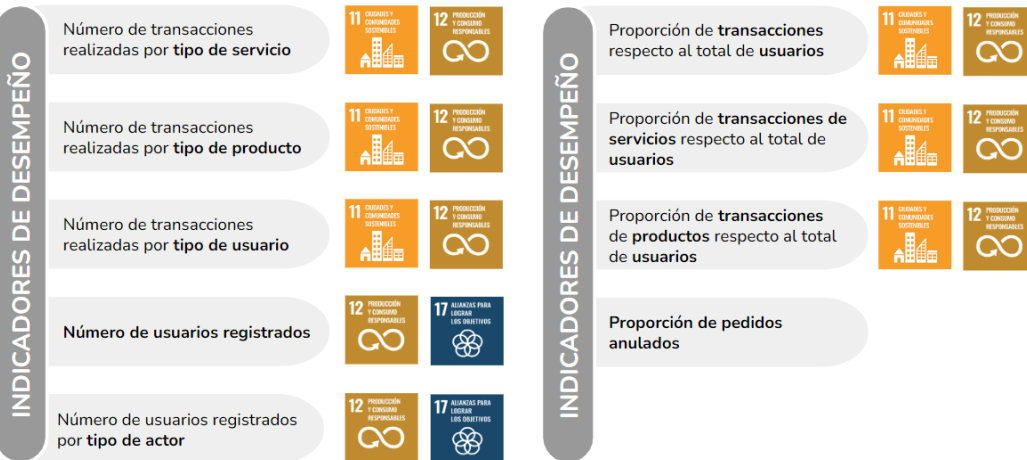 INDICADORES DE DESEMPEÑO
Número de transacciones
realizadas por tipo de servicio
11 CIUDADES Y
COMUNIDADES
SOSTENIBLES
12 PRODUCCIÓN
Y CONSUMO
RESPONSABLES
Número de transacciones
realizadas por tipo de producto
11 CIUDADES Y
COMUNIDADES
SOSTENIBLES
12 PRODUCCIÓN
Y CONSUMO
RESPONSABLES
Número de transacciones
realizadas por tipo de usuario
11 CIUDADES Y
COMUNIDADES
SOSTENIBLES
12 PRODUCCIÓN
Y CONSUMO
RESPONSABLES
Número de usuarios registrados
12 PRODUCCIÓN
Y CONSUMO
RESPONSABLES
17 ALIANZAS PARA
LOGRAR
LOS OBJETIVOS
Número de usuarios registrados
por tipo de actor
12 PRODUCCIÓN
Y CONSUMO
RESPONSABLES
17 ALIANZAS PARA
LOGRAR
LOS OBJETIVOS
INDICADORES DE DESEMPEÑO
Proporción de transacciones
respecto al total de usuarios
11 CIUDADES Y
COMUNIDADES
SOSTENIBLES
12 PRODUCCIÓN
Y CONSUMO
RESPONSABLES
Proporción de transacciones de
servicios respecto al total de
usuarios
11 CIUDADES Y
COMUNIDADES
SOSTENIBLES
12 PRODUCCIÓN
Y CONSUMO
RESPONSABLES
Proporción de transacciones
de productos respecto al total
de usuarios
11 CIUDADES Y
COMUNIDADES
SOSTENIBLES
12 PRODUCCIÓN
Y CONSUMO
RESPONSABLES
Proporción de pedidos
anulados